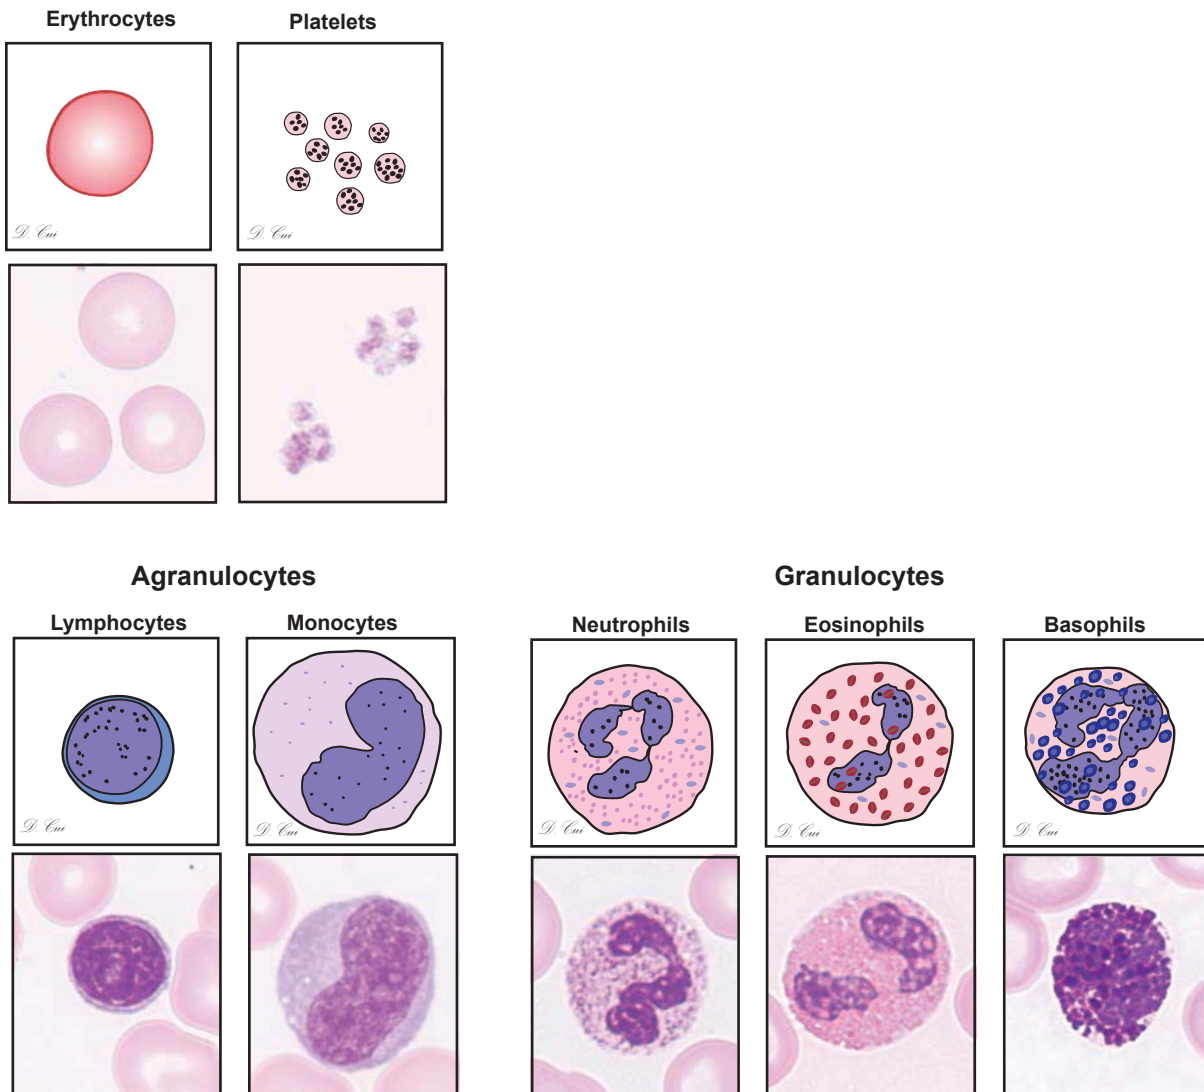 Erythrocytes
Platelets
D. Cui
D. Cui
Agranulocytes
Granulocytes
Lymphocytes
Monocytes
Neutrophils
Eosinophils
Basophils
D. Cui
D. Cui
D. Cui
D. Cui
D. Cui